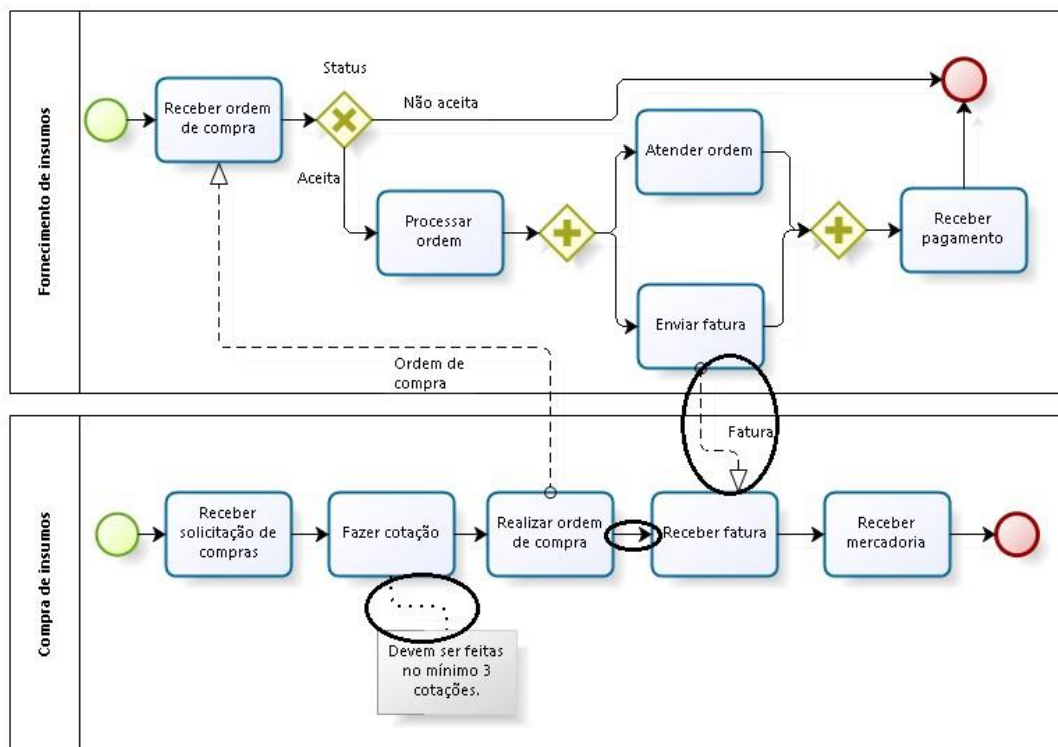 Fornecimento de insumos
Status
Receber ordem
de compra
Não aceita
Aceita
Atender ordem
Processar
ordem
Receber
pagamento
Enviar fatura
Ordem de
compra
Fatura
Compra de insumos
Receber
solicitação de
compras
Fazer cotação
Realizar ordem
de compra
Receber fatura
Receber
mercadoria
Devem ser feitas
no mínimo 3
cotações.